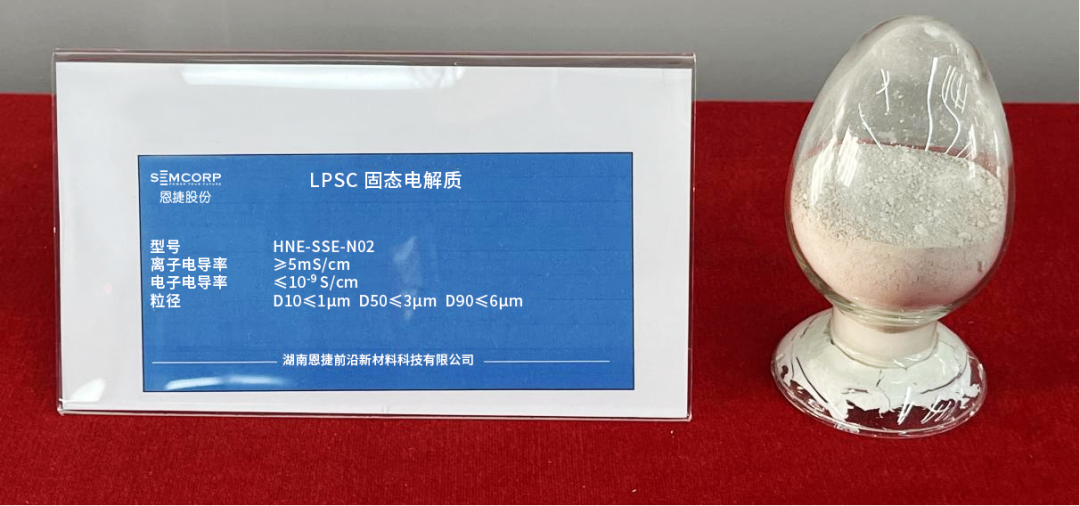 SEMCORP
恩捷股份
LPSC 固态电解质
型号 HNE-SSE-N02
离子电导率 ≥5mS/cm
电子电导率 ≤10⁻⁹ S/cm
粒径 D10≤1μm D50≤3μm D90≤6μm
湖南恩捷前沿新材料科技有限公司